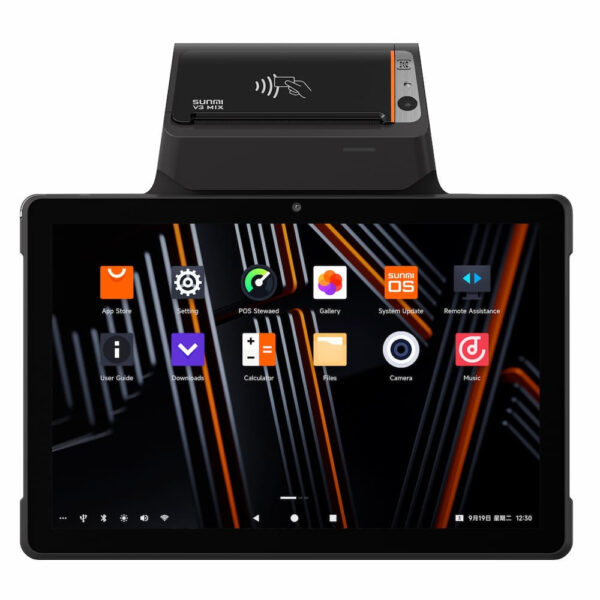 SUNMI
V3 MIX
App Store
Setting
POS Stewaed
Gallery
SUNMI
OS
System Update
Remote Assistance
User Guide
Downloads
Calculator
Files
Camera
Music
9月19日 星期二 12:30